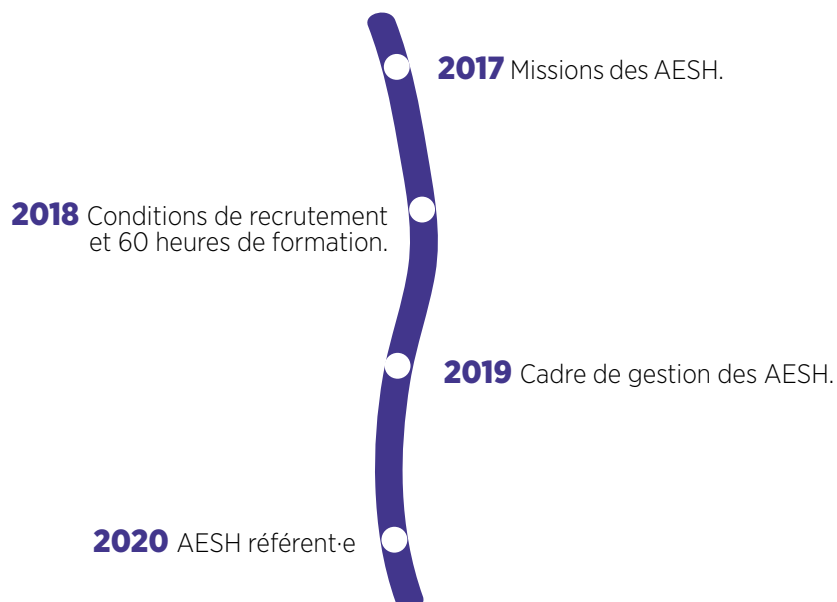 2017 Missions des AESH.
2018 Conditions de recrutement
et 60 heures de formation.
2019 Cadre de gestion des AESH.
2020 AESH référent·e